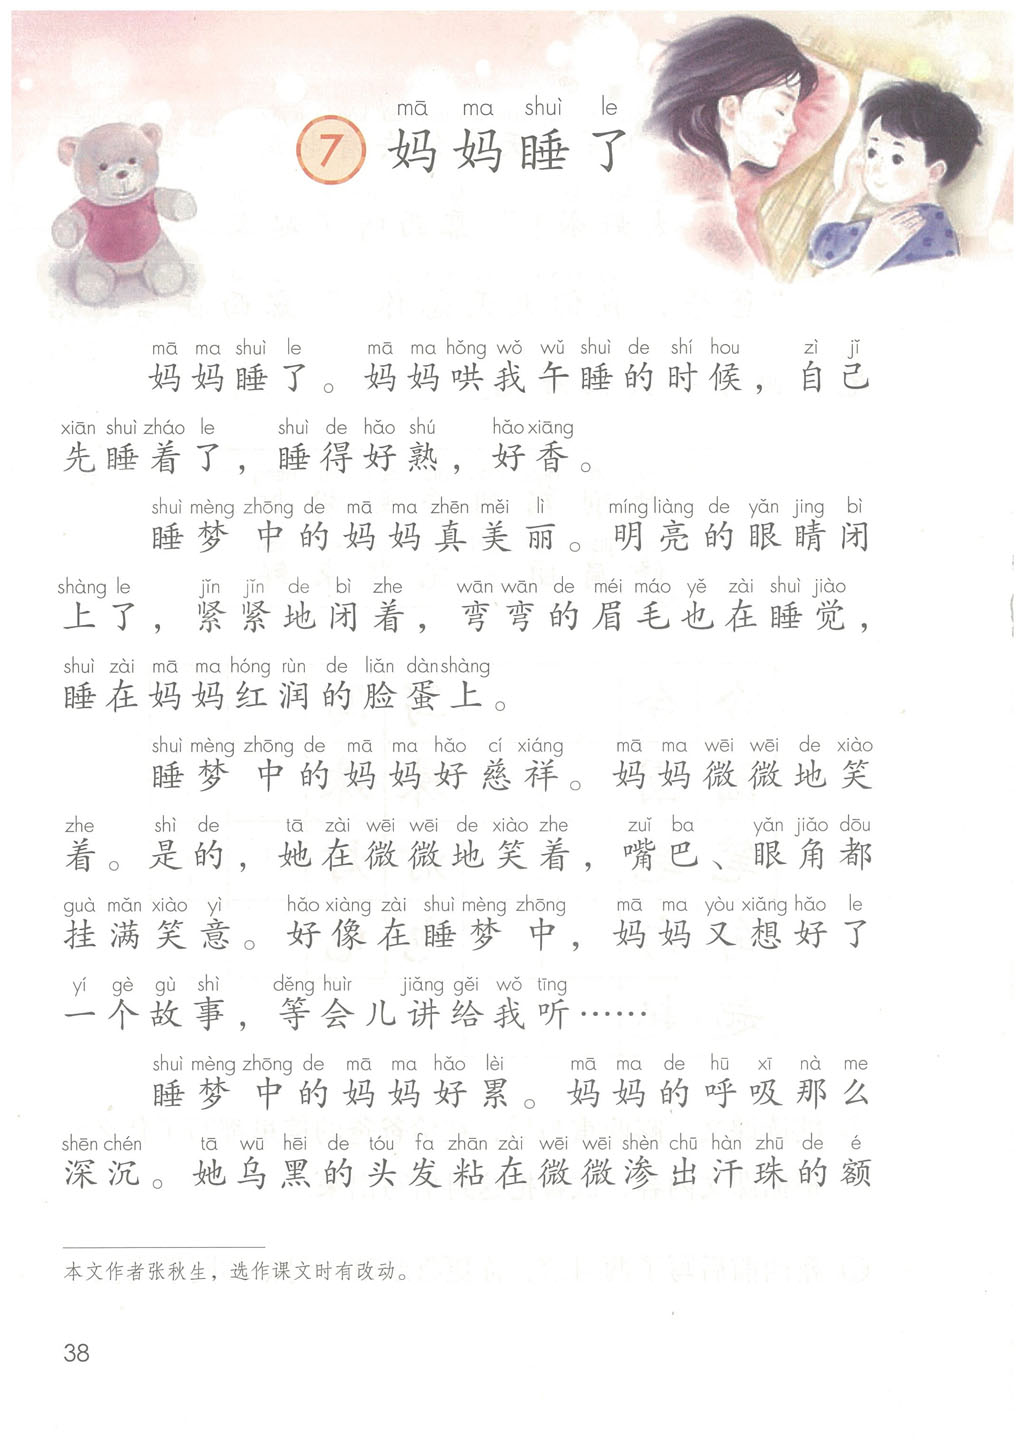 mā ma shuì le
7 妈妈睡了
mā ma shuì le mā ma hǒng wǒ wǔ shuì de shí hou zì jǐ
妈妈睡了。妈妈哄我午睡的时候，自己
xiān shuì zháo le shuì de hǎo shú hǎo xiāng
先睡着了，睡得好熟，好香。
shuì mèng zhōng de mā ma zhēn měi lì míng liàng de yǎn jing bì
睡梦中的妈妈真美丽。明亮的眼睛闭
shàng le jǐn jǐn de bì zhe wān wān de méi máo yě zài shuì jiào
上了，紧紧地闭着，弯弯的眉毛也在睡觉，
shuì zài mā ma hóng rùn de liǎn dàn shàng
睡在妈妈红润的脸蛋上。
shuì mèng zhōng de mā ma hǎo cí xiáng mā ma wēi wēi de xiào
睡梦中的妈妈好慈祥。妈妈微微地笑
zhe shì de tā zài wēi wēi de xiào zhe zuǐ ba yǎn jiǎo dōu
着。是的，她在微微地笑着，嘴巴、眼角都
guà mǎn xiào yì hǎo xiàng zài shuì mèng zhōng mā ma yòu xiǎng hǎo le
挂满笑意。好像在睡梦中，妈妈又想好了
yí gè gù shì děng huìr jiǎng gěi wǒ tīng
一个故事，等会儿讲给我听……
shuì mèng zhōng de mā ma hǎo lèi mā ma de hū xī nà me
睡梦中的妈妈好累。妈妈的呼吸那么
shēn chén tā wū hēi de tóu fa zhān zài wēi wēi shèn chū hàn zhū de é
深沉。她乌黑的头发粘在微微渗出汗珠的额
本文作者张秋生，选作课文时有改动。
38